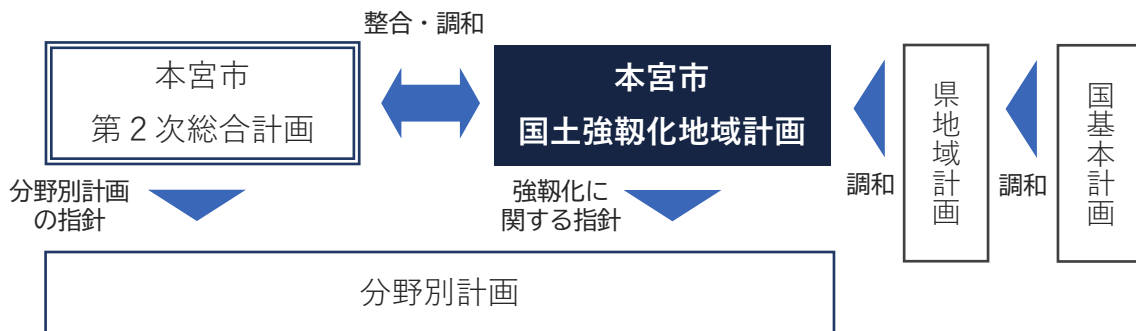 整合・調和
本宮市
第２次総合計画
本宮市
国土強靱化地域計画
県地域計画
国基本計画
調和
調和
分野別計画
の指針
強靱化に
関する指針
分野別計画